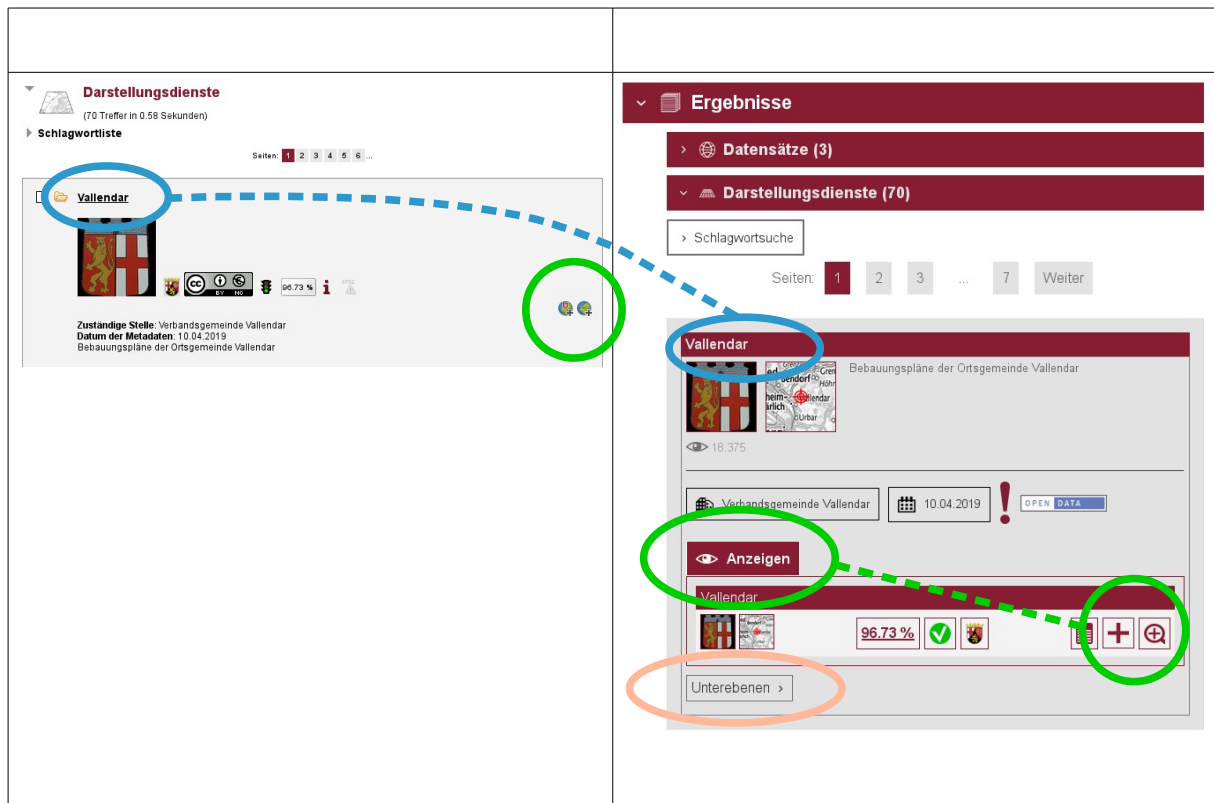 Darstellungsdienste
(70 Treffer in 0.58 Sekunden)
Schlagwortliste
Seiten: 1 2 3 4 5 6 ...
Vallendar
cc BY NC
96.73 %
Zuständige Stelle: Verbandsgemeinde Vallendar
Datum der Metadaten: 10.04.2019
Bebauungspläne der Ortsgemeinde Vallendar
Ergebnisse
Datensätze (3)
Darstellungsdienste (70)
Schlagwortsuche
Seiten: 1 2 3 ... 7 Weiter
Vallendar
Bebauungspläne der Ortsgemeinde Vallendar
Bendorf
Urbar
18.375
Verbandsgemeinde Vallendar
10.04.2019
OPEN DATA
Anzeigen
Vallendar
96.73 %
Unterebenen